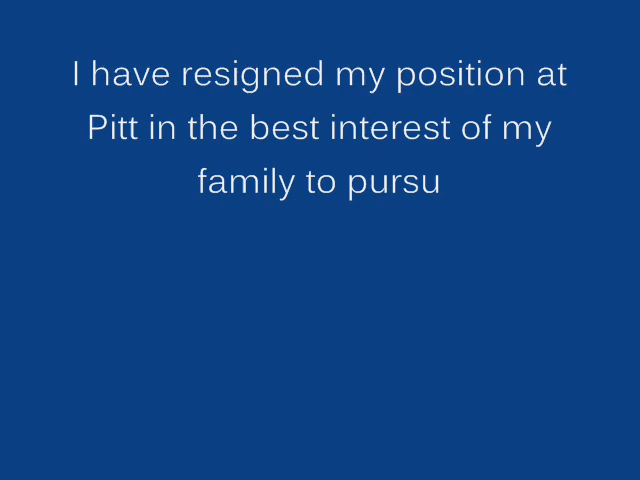 I have resigned my position at
Pitt in the best interest of my
family to pursu